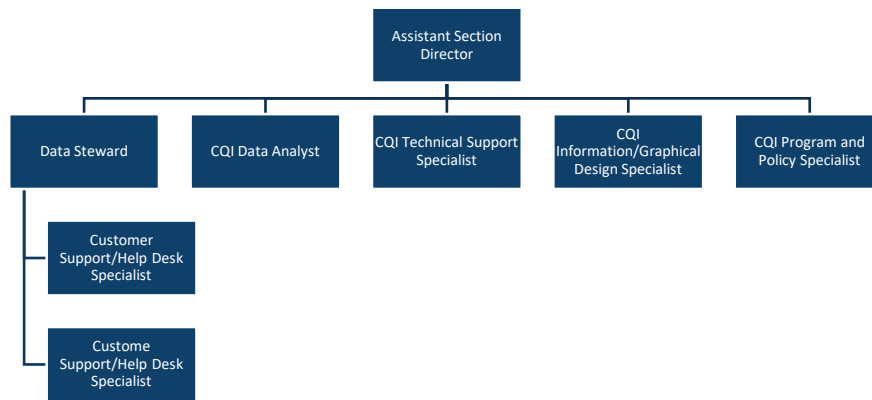 Assistant Section
Director
Data Steward
CQI Data Analyst
CQI Technical Support
Specialist
CQI
Information/Graphical
Design Specialist
CQI Program and
Policy Specialist
Customer
Support/Help Desk
Specialist
Custome
Support/Help Desk
Specialist